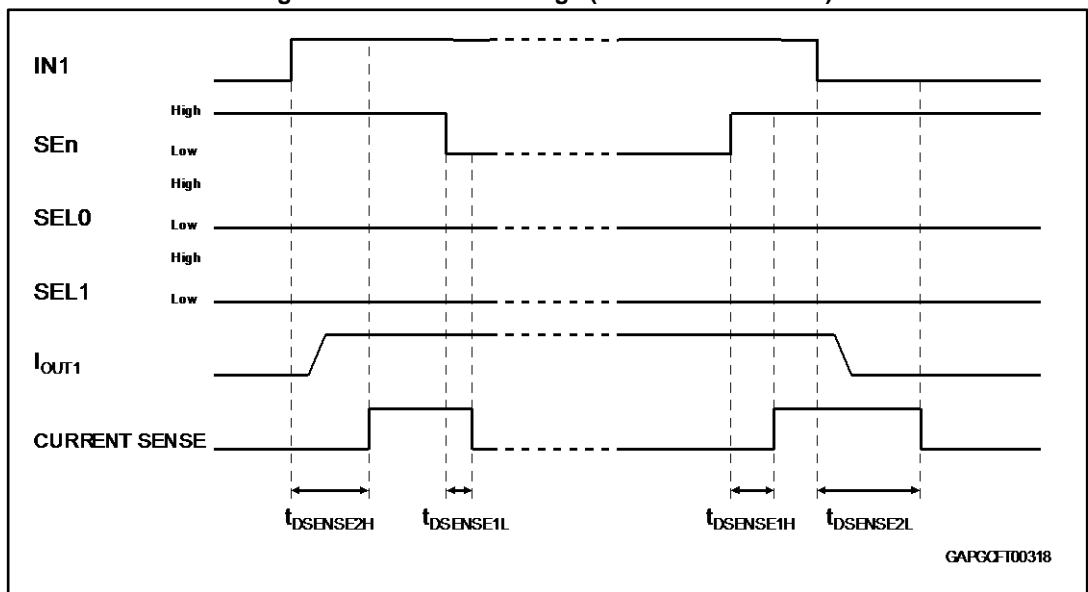 IN1
High
SEn
Low
High
SEL0
Low
High
SEL1
Low
IOUT1
CURRENT SENSE
tDSENSE2H
tDSENSE1L
tDSENSE1H
tDSENSE2L
GAPGCFT00318